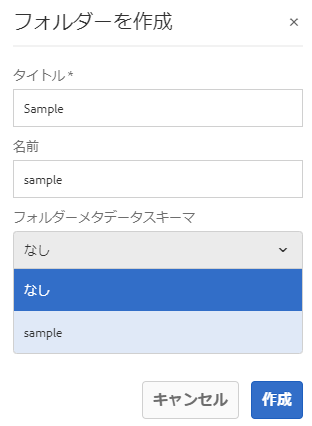 フォルダーを作成
×
タイトル *
Sample
名前
sample
フォルダーメタデータスキーマ
なし
なし
sample
キャンセル 作成